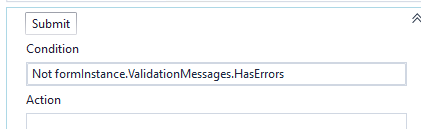 Submit
Condition
Not formInstance.ValidationMessages.HasErrors
Action